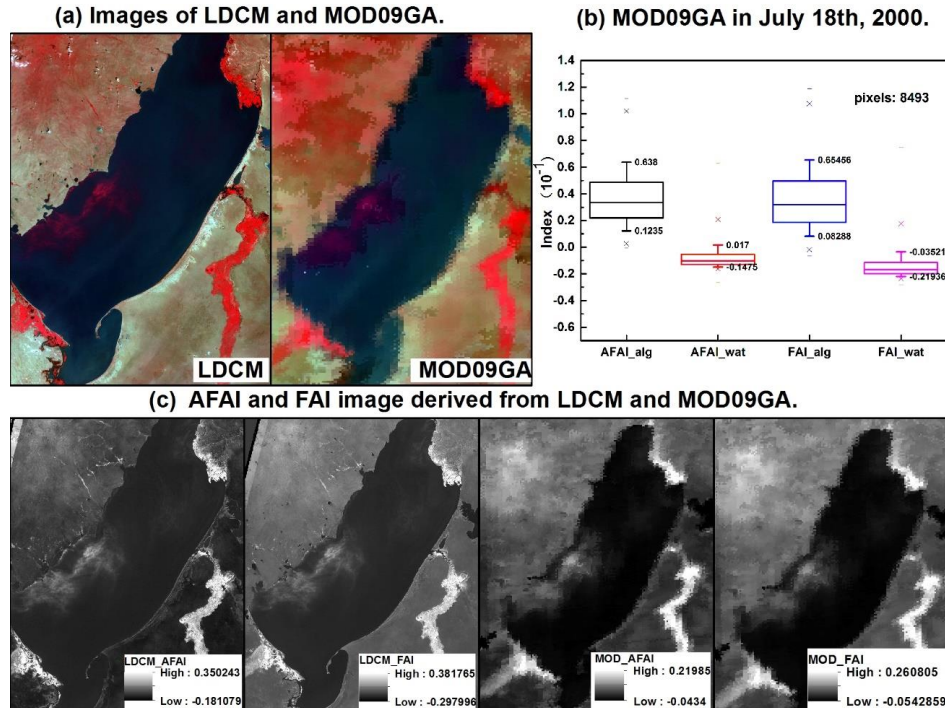 (a) Images of LDCM and MOD09GA.
LDCM
MOD09GA
(b) MOD09GA in July 18th, 2000.
Index (10⁻¹)
1.4
1.2
1.0
0.8
0.6
0.4
0.2
0.0
-0.2
-0.4
-0.6
pixels: 8493
0.638
0.1235
0.017
-0.1475
0.65456
0.08288
-0.03521
-0.21936
AFAI_alg
AFAI_wat
FAI_alg
FAI_wat
(c) AFAI and FAI image derived from LDCM and MOD09GA.
LDCM_AFAI
High : 0.350243
Low : -0.181079
LDCM_FAI
High : 0.381765
Low : -0.297996
MOD_AFAI
High : 0.21985
Low : -0.0434
MOD_FAI
High : 0.260805
Low : -0.0542859